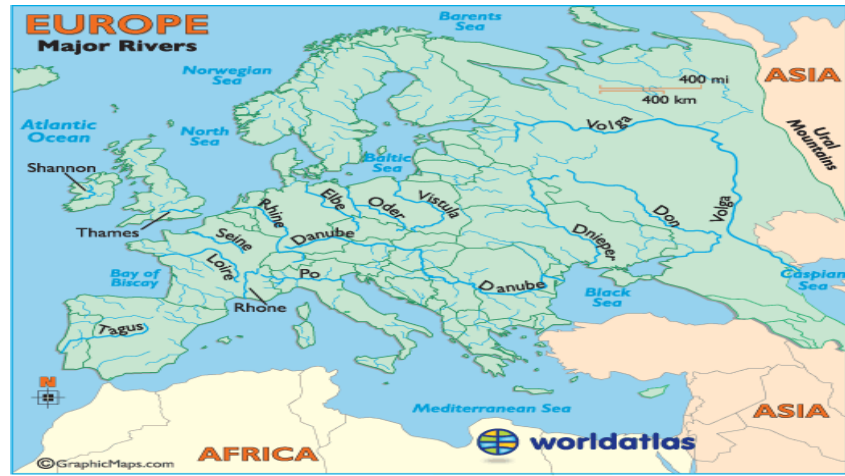 EUROPE
Major Rivers
Barents
Sea
Norwegian
Sea
400 mi
400 km
ASIA
Ural
Mountains
Atlantic
Ocean
North
Sea
Volga
Baltic
Sea
Shannon
Thames
Rhine
Elbe
Oder
Vistula
Don
Volga
Seine
Danube
Dnieper
Loire
Bay of
Biscay
Po
Rhone
Danube
Black
Sea
Caspian
Sea
Tagus
N
Mediterranean Sea
ASIA
AFRICA
worldatlas
©GraphicMaps.com